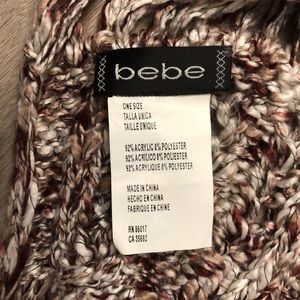 bebe
ONE SIZE
TALLA UNICA
TAILLE UNIQUE
92% ACRYLIC 8% POLYESTER
92% ACRILICO 8% POLIESTER
92% ACRYLIQUE 8% POLYESTER
MADE IN CHINA
HECHO EN CHINA
FABRIQUE EN CHINE
RN 86017
CA 35682